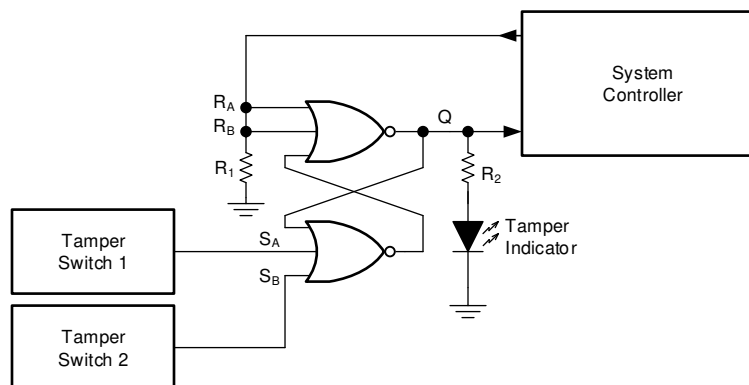 System
Controller
R_A
R_B
Q
R_1
R_2
Tamper
Indicator
Tamper
Switch 1
S_A
S_B
Tamper
Switch 2